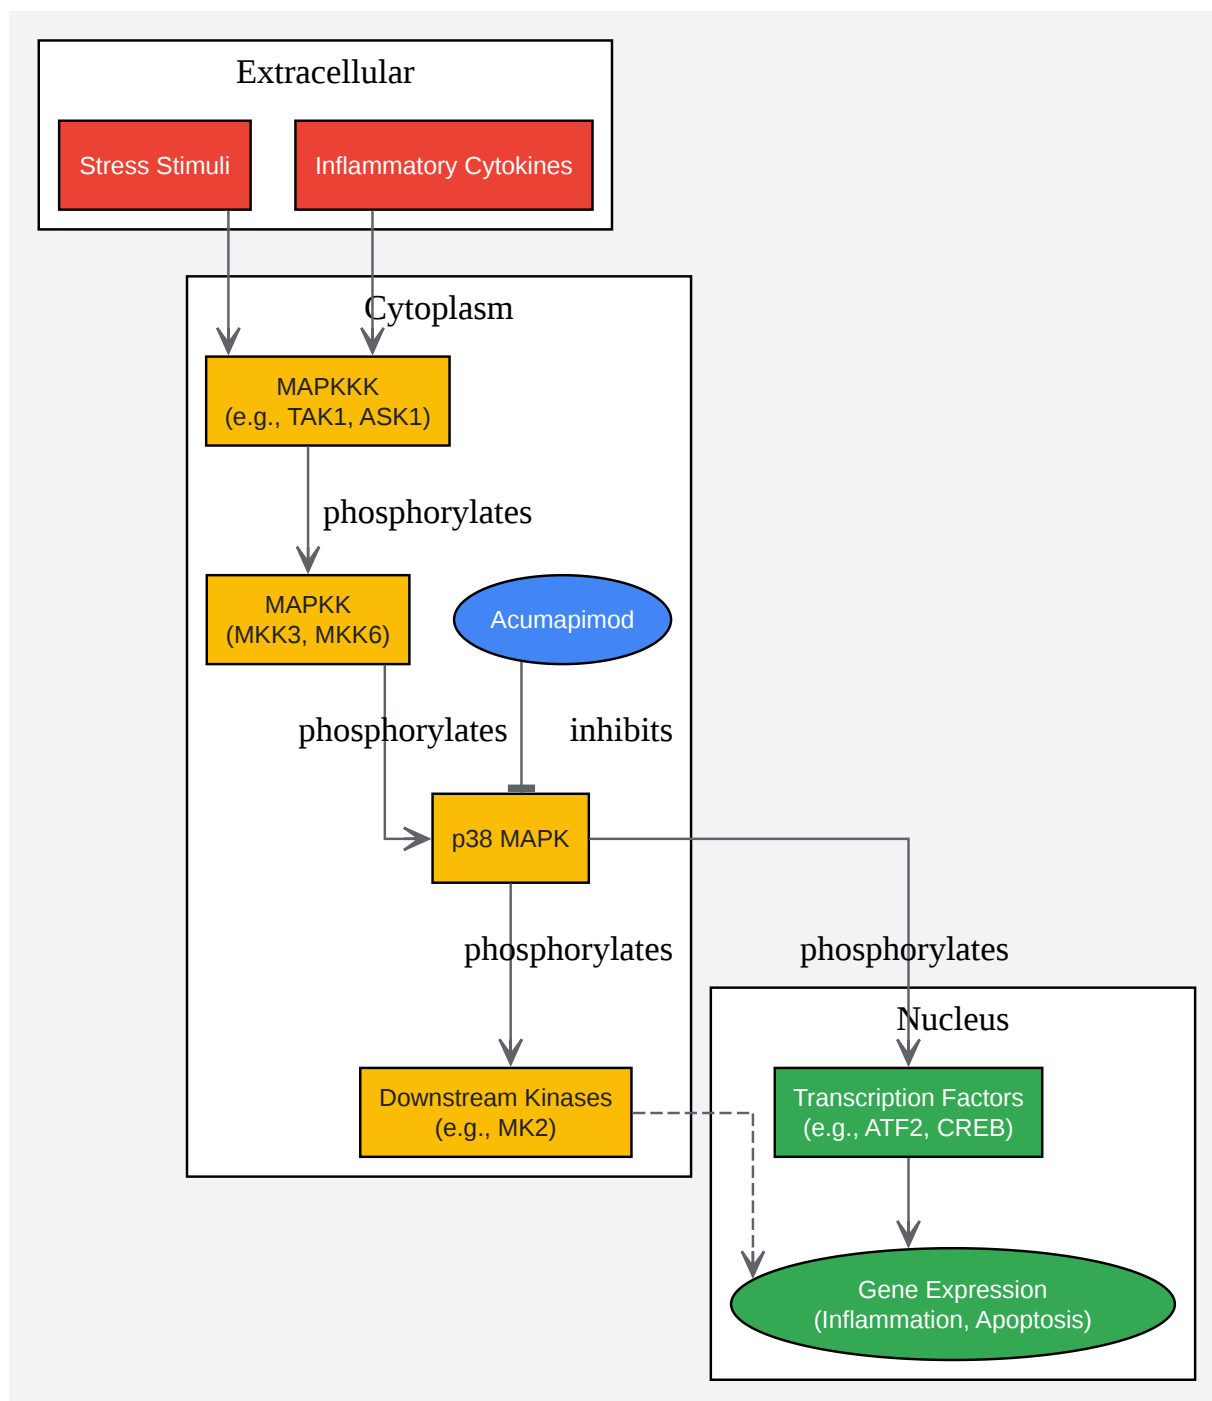 Extracellular
Stress Stimuli
Inflammatory Cytokines
Cytoplasm
MAPKKK
(e.g., TAK1, ASK1)
phosphorylates
MAPKK
(MKK3, MKK6)
Acumapimod
phosphorylates
inhibits
p38 MAPK
phosphorylates
phosphorylates
Nucleus
Downstream Kinases
(e.g., MK2)
Transcription Factors
(e.g., ATF2, CREB)
Gene Expression
(Inflammation, Apoptosis)